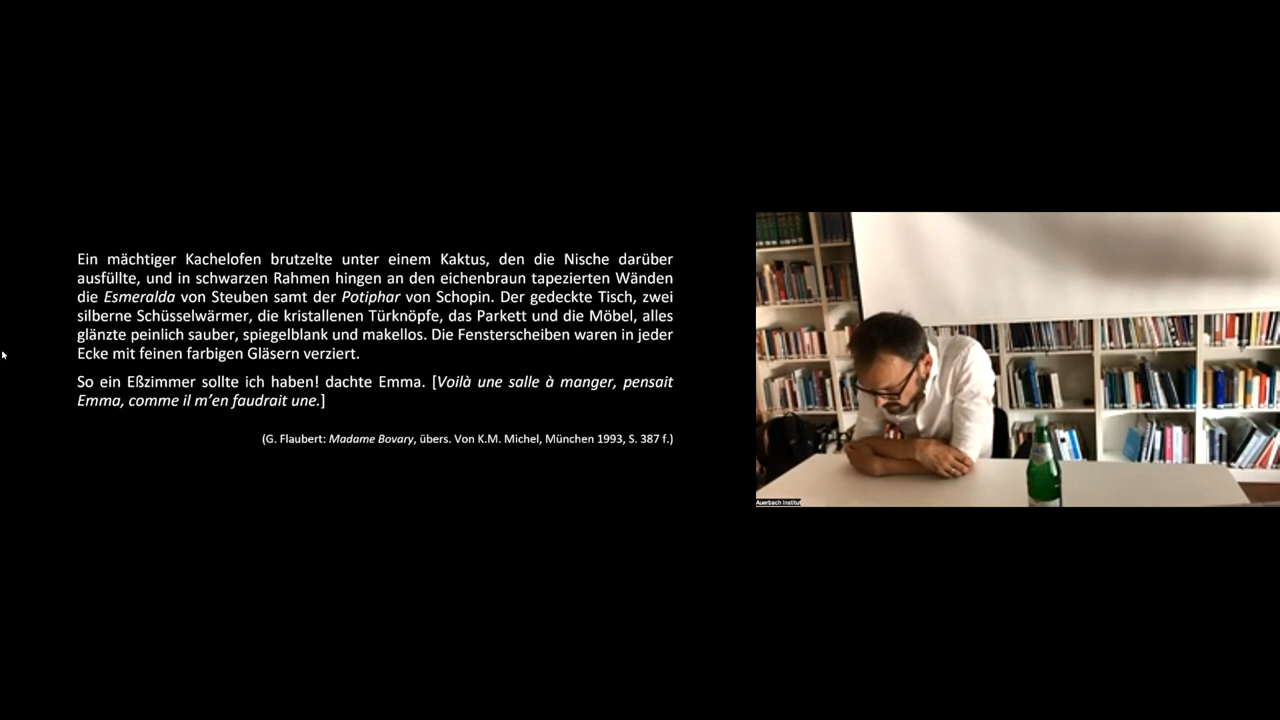 Ein mächtiger Kachelofen brutzelte unter einem Kaktus, den die Nische darüber
ausfüllte, und in schwarzen Rahmen hingen an den eichenbraun tapezierten Wänden
die Esmeralda von Steuben samt der Potiphar von Schopin. Der gedeckte Tisch, zwei
silberne Schüsselwärmer, die kristallenen Türknöpfe, das Parkett und die Möbel, alles
glänzte peinlich sauber, spiegelblank und makellos. Die Fensterscheiben waren in jeder
Ecke mit feinen farbigen Gläsern verziert.
So ein Eßzimmer sollte ich haben! dachte Emma. [Voilà une salle à manger, pensait
Emma, comme il m’en faudrait une.]
(G. Flaubert: Madame Bovary, übers. Von K.M. Michel, München 1993, S. 387 f.)
Auerbach Institut